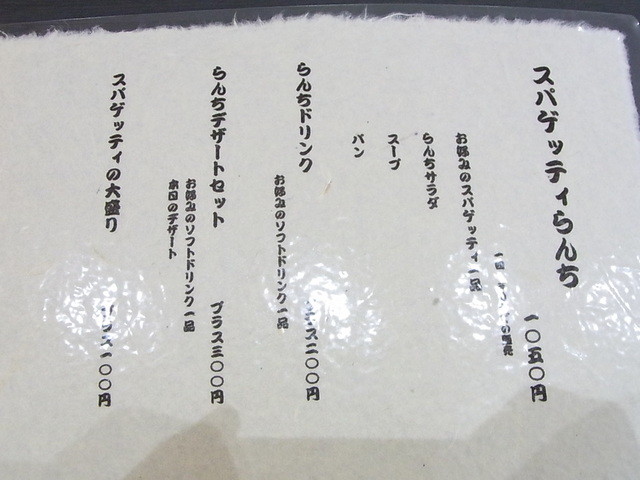 スパゲッティらんち 一〇五〇円
お好みのスパゲッティ一品
らんちサラダ
スープ
パン
らんちドリンク プラス二〇〇円
お好みのソフトドリンク一品
らんちデザートセット プラス三〇〇円
お好みのソフトドリンク一品
本日のデザート
スパゲッティの大盛り プラス一〇〇円